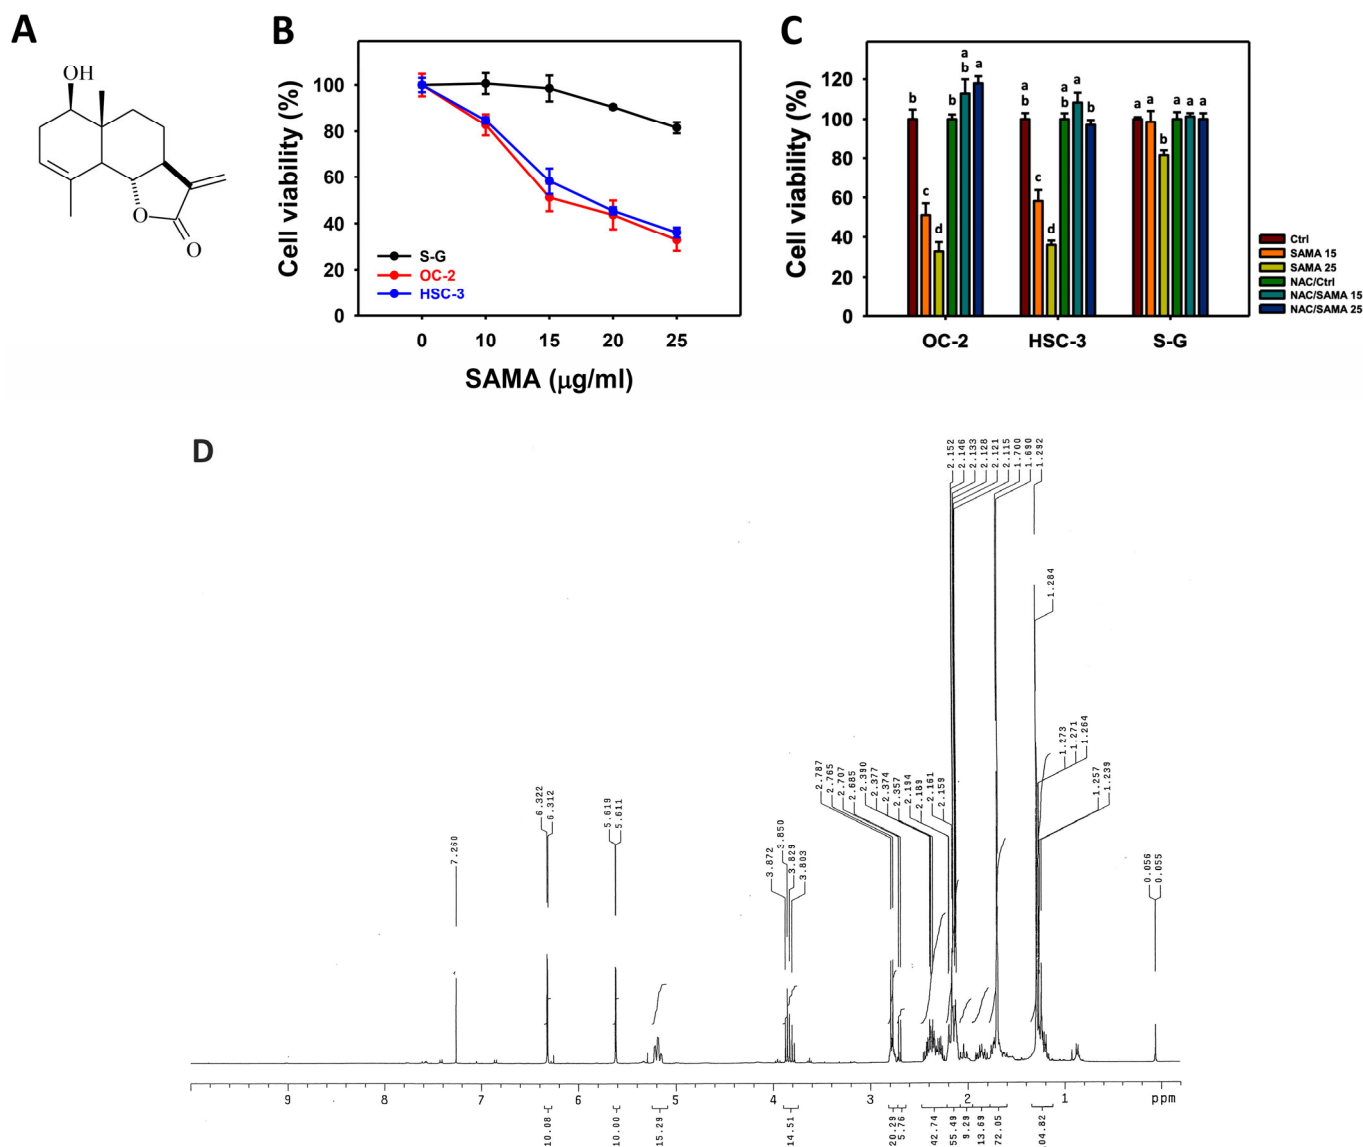 A
OH
O
O
B
Cell viability (%)
100
80
60
40
20
0
S-G
OC-2
HSC-3
0 10 15 20 25
SAMA (µg/ml)
C
Cell viability (%)
120
100
80
60
40
20
0
b c d b a b a
a b c d a b a b
a a b a a a
OC-2 HSC-3 S-G
Ctrl
SAMA 15
SAMA 25
NAC/Ctrl
NAC/SAMA 15
NAC/SAMA 25
D
7.260
6.322
6.312
5.619
5.611
3.872
3.850
3.829
3.803
2.787
2.765
2.707
2.685
2.390
2.377
2.374
2.357
2.194
2.189
2.161
2.159
2.152
2.146
2.133
2.128
2.121
2.115
1.700
1.690
1.292
1.284
1.273
1.271
1.264
1.257
1.239
0.056
0.055
9 8 7 6 5 4 3 2 1 ppm
10.08
10.00
15.29
14.51
20.29
5.76
42.74
55.49
9.29
13.69
72.05
04.82